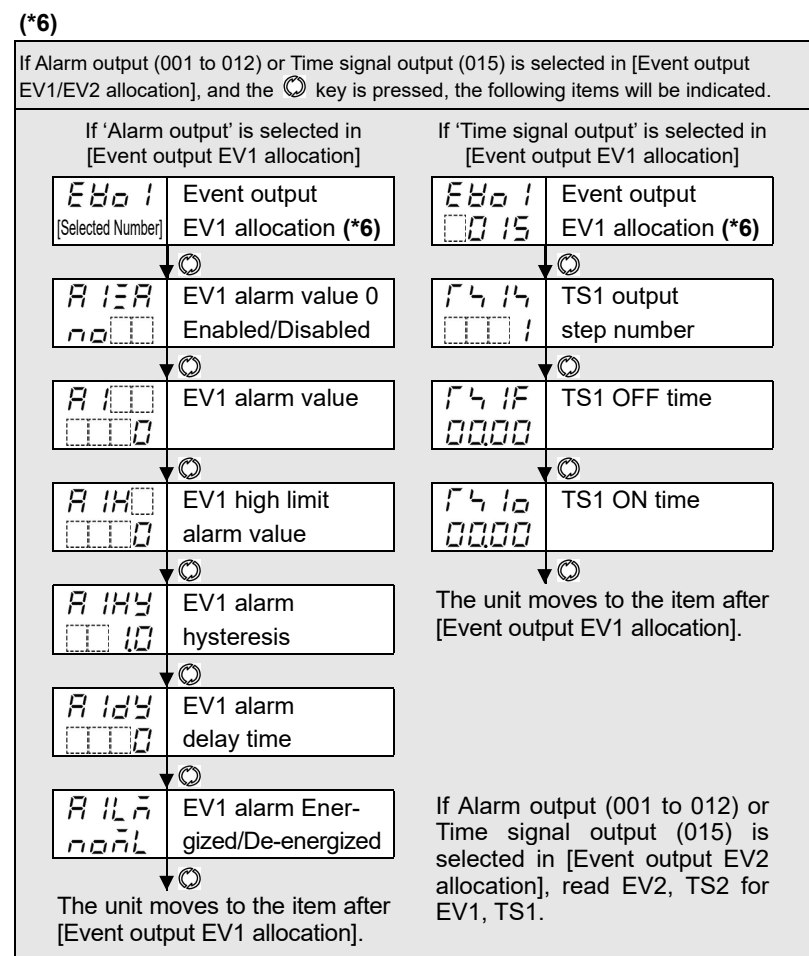 (*6)
If Alarm output (001 to 012) or Time signal output (015) is selected in [Event output
EV1/EV2 allocation], and the key is pressed, the following items will be indicated.
If 'Alarm output' is selected in
[Event output EV1 allocation]
EVo1 Event output
[Selected Number] EV1 allocation (*6)
A1ZA EV1 alarm value 0
no Enabled/Disabled
A1 EV1 alarm value
0
A1H EV1 high limit
0 alarm value
A1HY EV1 alarm
1.0 hysteresis
A1dY EV1 alarm
0 delay time
A1LM EV1 alarm Ener-
noML gized/De-energized
The unit moves to the item after
[Event output EV1 allocation].
If 'Time signal output' is selected in
[Event output EV1 allocation]
EVo1 Event output
015 EV1 allocation (*6)
TS1S TS1 output
1 step number
TS1F TS1 OFF time
00.00
TS1o TS1 ON time
00.00
The unit moves to the item after
[Event output EV1 allocation].
If Alarm output (001 to 012) or
Time signal output (015) is
selected in [Event output EV2
allocation], read EV2, TS2 for
EV1, TS1.